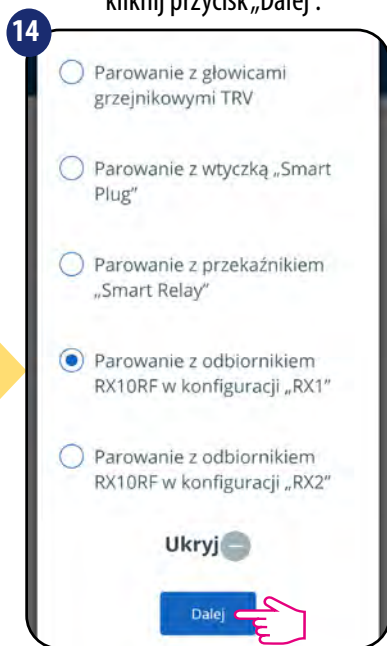 kliknij przycisk „Dalej”.
14
Parowanie z głowicami
grzejnikowymi TRV
Parowanie z wtyczką „Smart
Plug”
Parowanie z przekaźnikiem
„Smart Relay”
Parowanie z odbiornikiem
RX10RF w konfiguracji „RX1”
Parowanie z odbiornikiem
RX10RF w konfiguracji „RX2”
Ukryj
Dalej